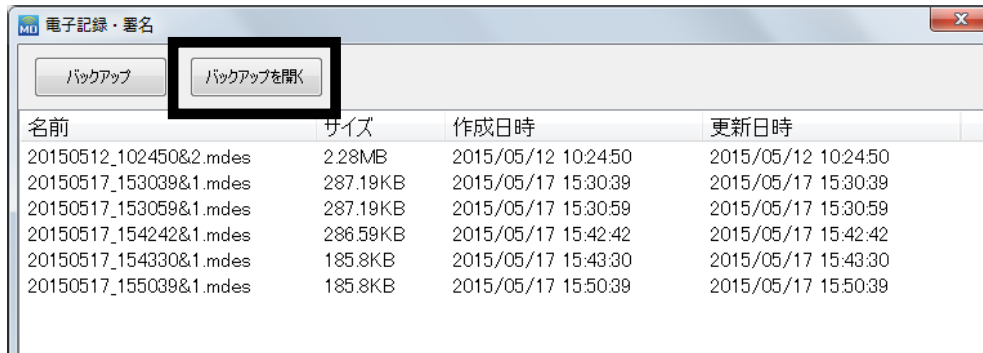 MD 電子記録・署名
バックアップ バックアップを開く
名前 サイズ 作成日時 更新日時
20150512_102450&2.mdes 2.28MB 2015/05/12 10:24:50 2015/05/12 10:24:50
20150517_153039&1.mdes 287.19KB 2015/05/17 15:30:39 2015/05/17 15:30:39
20150517_153059&1.mdes 287.19KB 2015/05/17 15:30:59 2015/05/17 15:30:59
20150517_154242&1.mdes 286.59KB 2015/05/17 15:42:42 2015/05/17 15:42:42
20150517_154330&1.mdes 185.8KB 2015/05/17 15:43:30 2015/05/17 15:43:30
20150517_155039&1.mdes 185.8KB 2015/05/17 15:50:39 2015/05/17 15:50:39